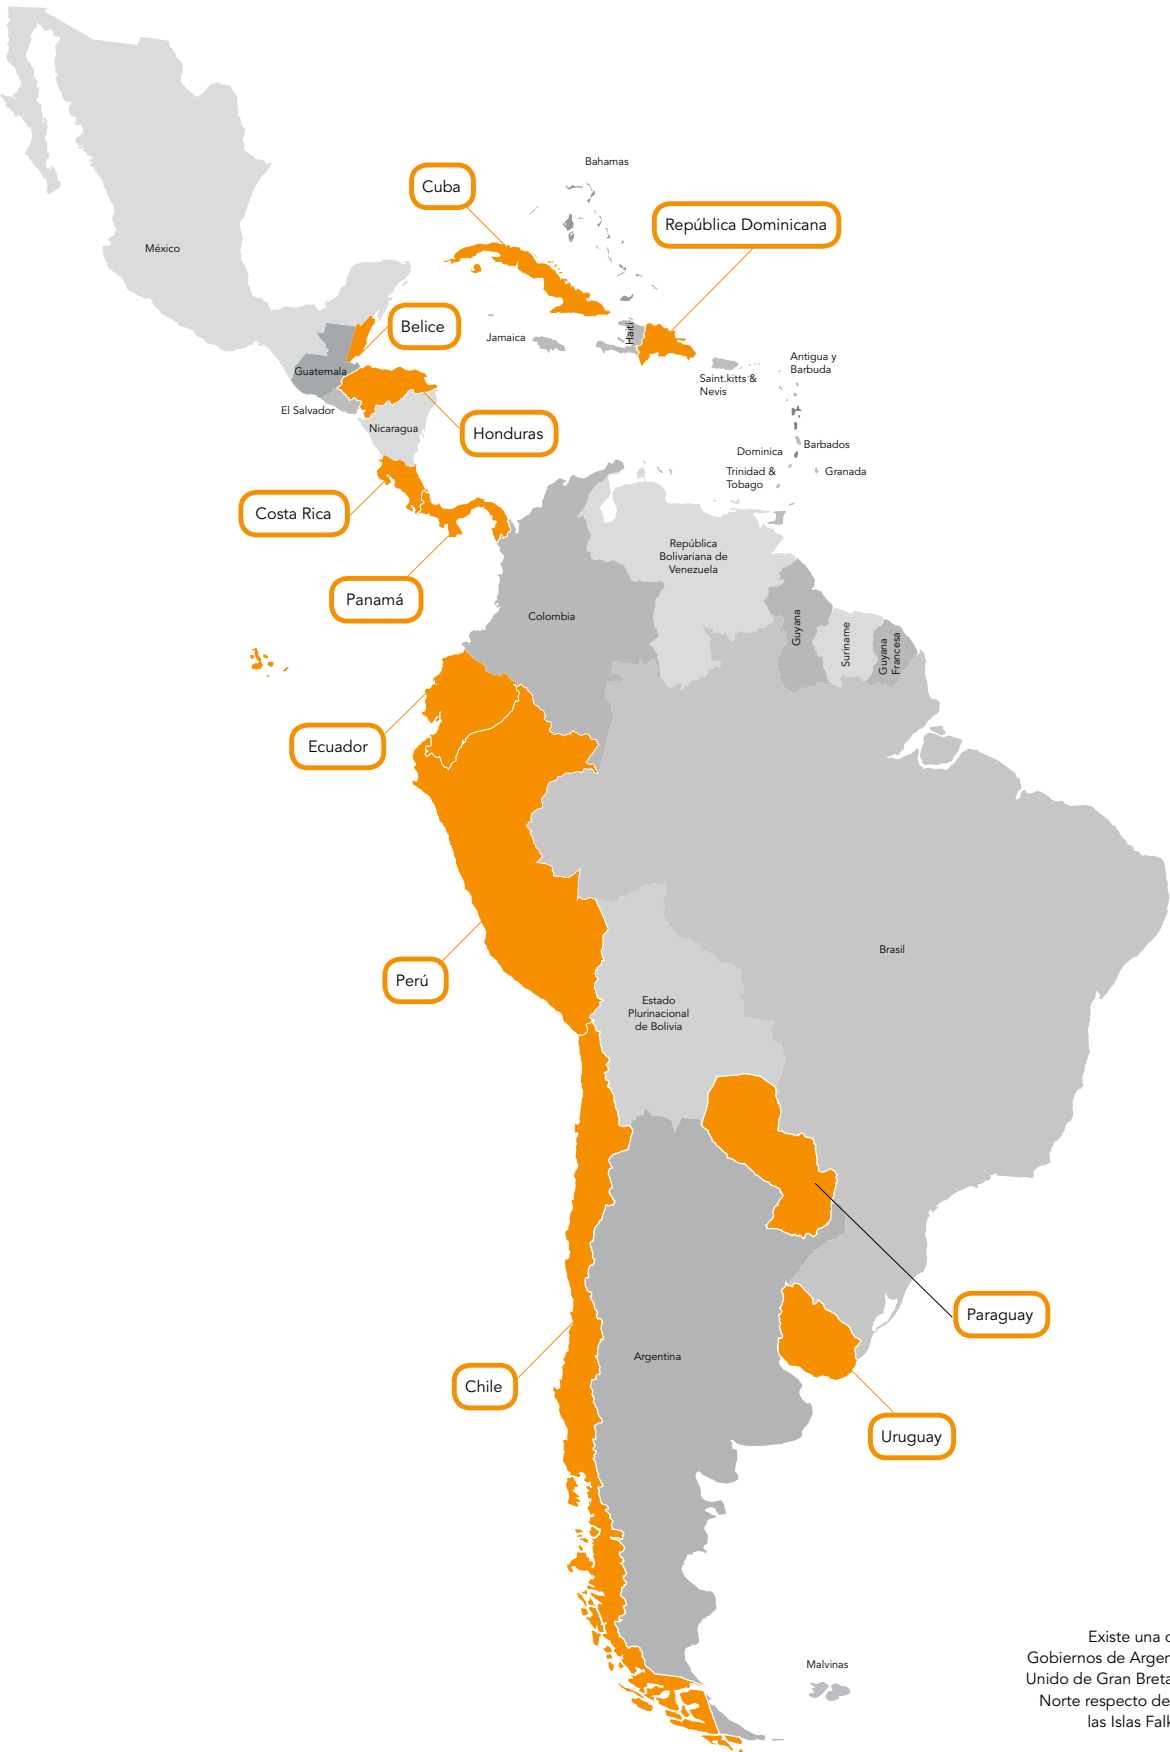 Bahamas
Cuba
República Dominicana
México
Belice
Jamaica
Haití
Antigua y
Barbuda
Guatemala
Saint.kitts &
Nevis
El Salvador
Nicaragua
Honduras
Barbados
Dominica
Trinidad &
Tobago
Granada
Costa Rica
República
Bolivariana de
Venezuela
Panamá
Colombia
Guyana
Suriname
Guyana
Francesa
Ecuador
Brasil
Perú
Estado
Plurinacional
de Bolivia
Paraguay
Argentina
Chile
Uruguay
Existe una
Gobiernos de
Unido de Gran
Norte respecto de
las Islas
Malvinas